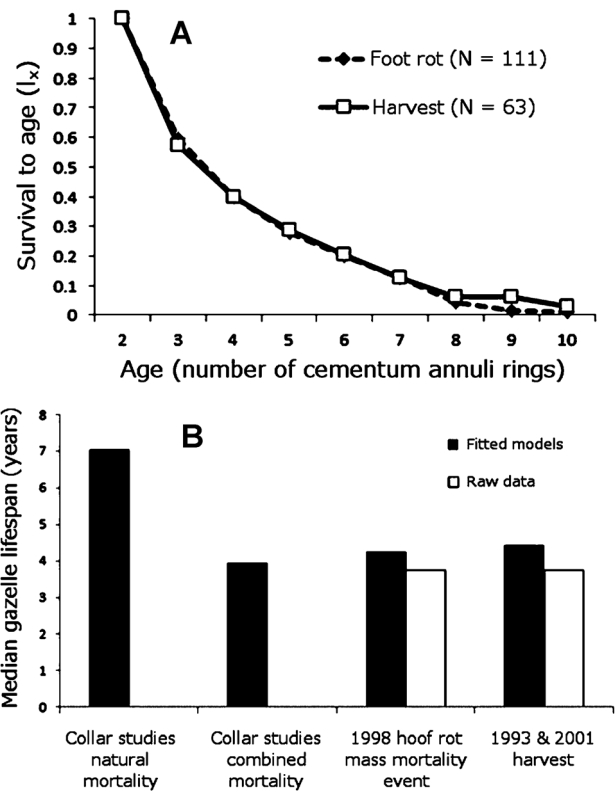 A
Foot rot (N = 111)
Harvest (N = 63)
Survival to age (lx)
1
0.9
0.8
0.7
0.6
0.5
0.4
0.3
0.2
0.1
0
2 3 4 5 6 7 8 9 10
Age (number of cementum annuli rings)
B
Fitted models
Raw data
Median gazelle lifespan (years)
8
7
6
5
4
3
2
1
0
Collar studies
natural
mortality
Collar studies
combined
mortality
1998 hoof rot
mass mortality
event
1993 & 2001
harvest